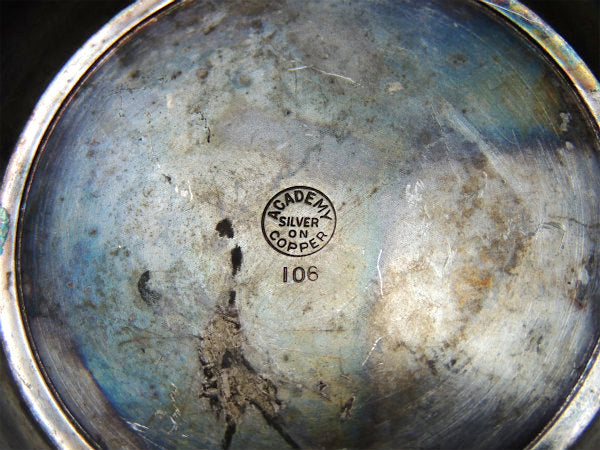 ACADEMY
SILVER
ON
COPPER
106